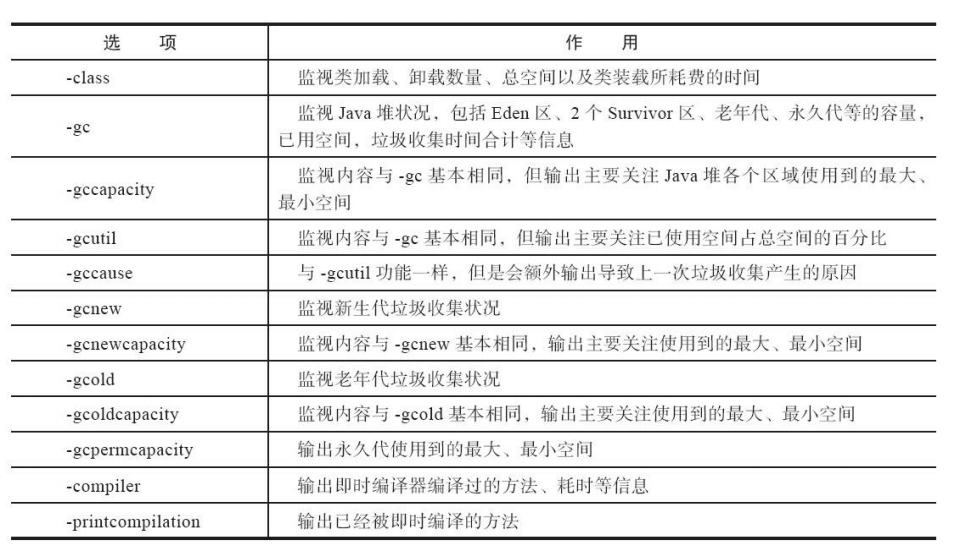 选 项 作 用
-class 监视类加载、卸载数量、总空间以及类装载所耗费的时间
-gc 监视 Java 堆状况，包括 Eden 区、2 个 Survivor 区、老年代、永久代等的容量，
已用空间，垃圾收集时间合计等信息
-gccapacity 监视内容与 -gc 基本相同，但输出主要关注 Java 堆各个区域使用到的最大、
最小空间
-gcutil 监视内容与 -gc 基本相同，但输出主要关注已使用空间占总空间的百分比
-gccause 与 -gcutil 功能一样，但是会额外输出导致上一次垃圾收集产生的原因
-gcnew 监视新生代垃圾收集状况
-gcnewcapacity 监视内容与 -gcnew 基本相同，输出主要关注使用到的最大、最小空间
-gcold 监视老年代垃圾收集状况
-gcoldcapacity 监视内容与 -gcold 基本相同，输出主要关注使用到的最大、最小空间
-gcpermcapacity 输出永久代使用到的最大、最小空间
-compiler 输出即时编译器编译过的方法、耗时等信息
-printcompilation 输出已经被即时编译的方法